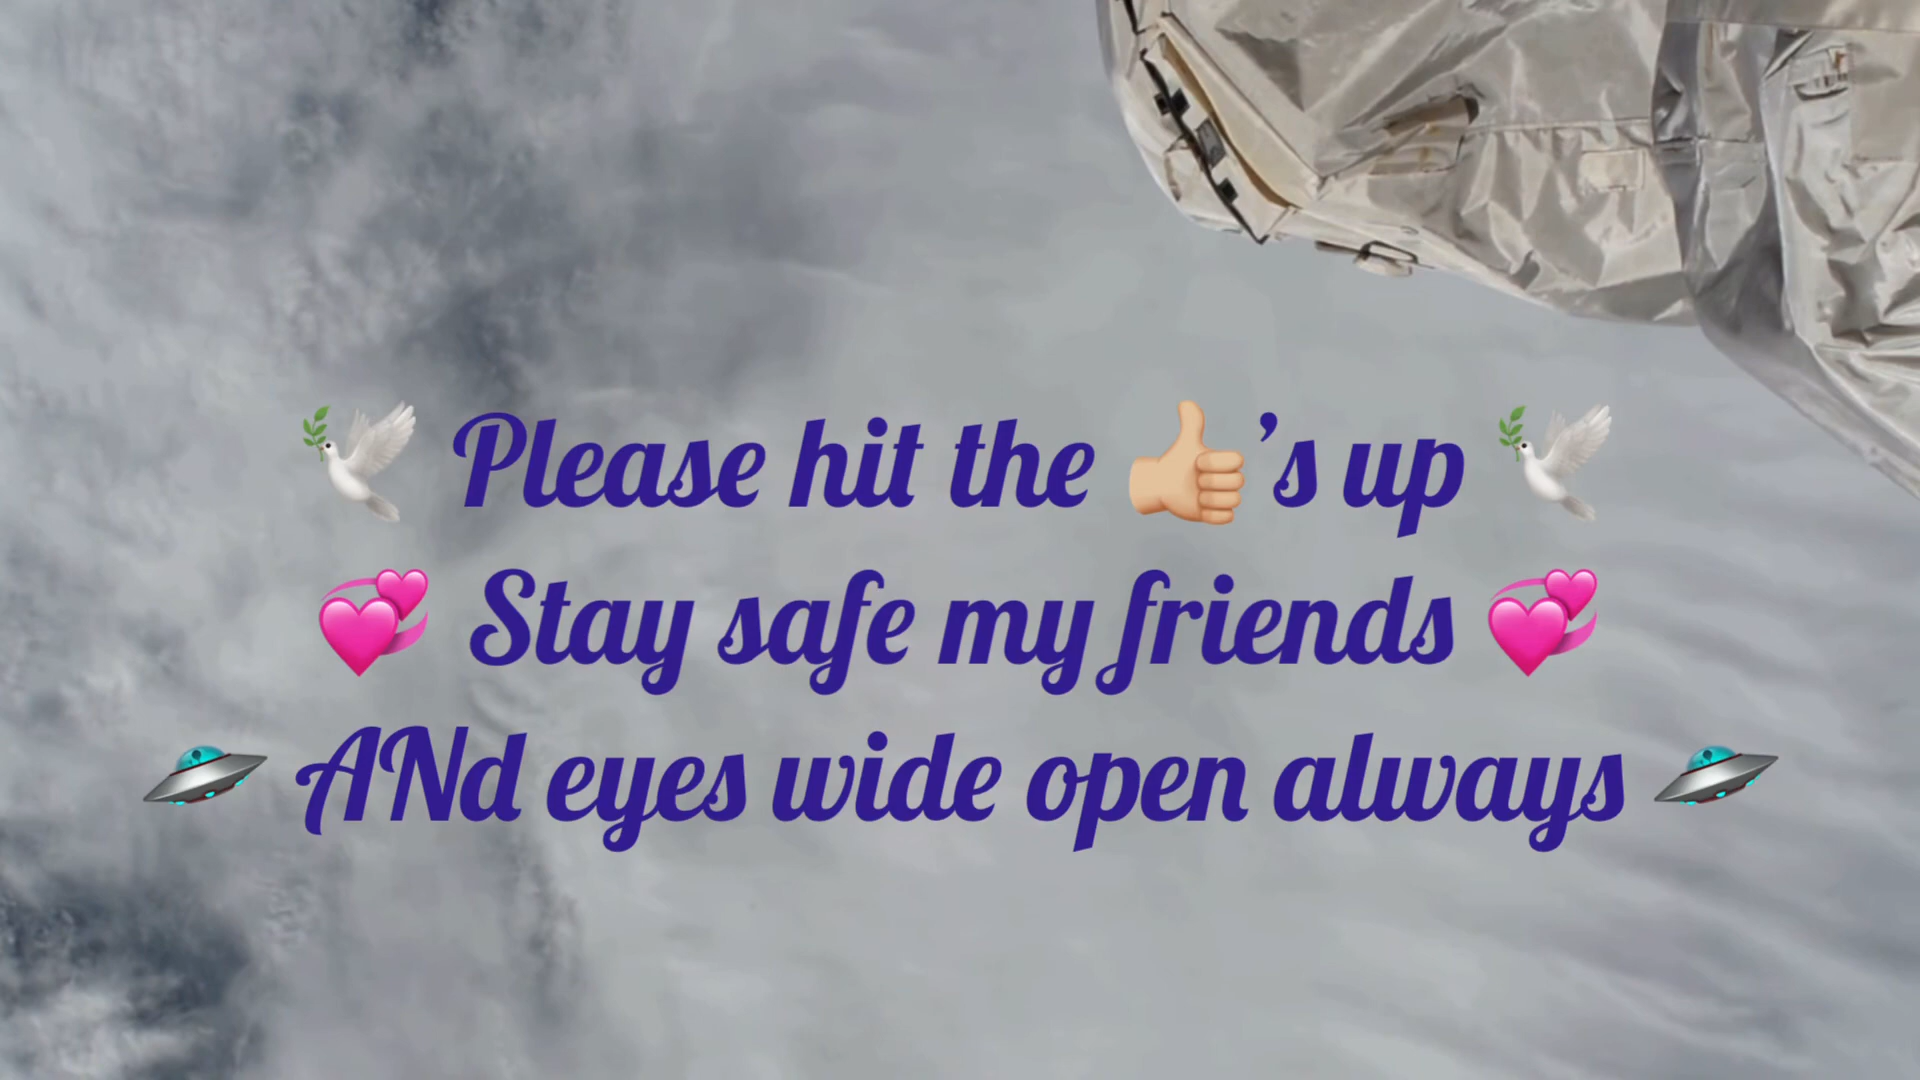 🕊️ Please hit the 👍🏼’s up 🕊️
💞 Stay safe my friends 💞
🛸 ANd eyes wide open always 🛸